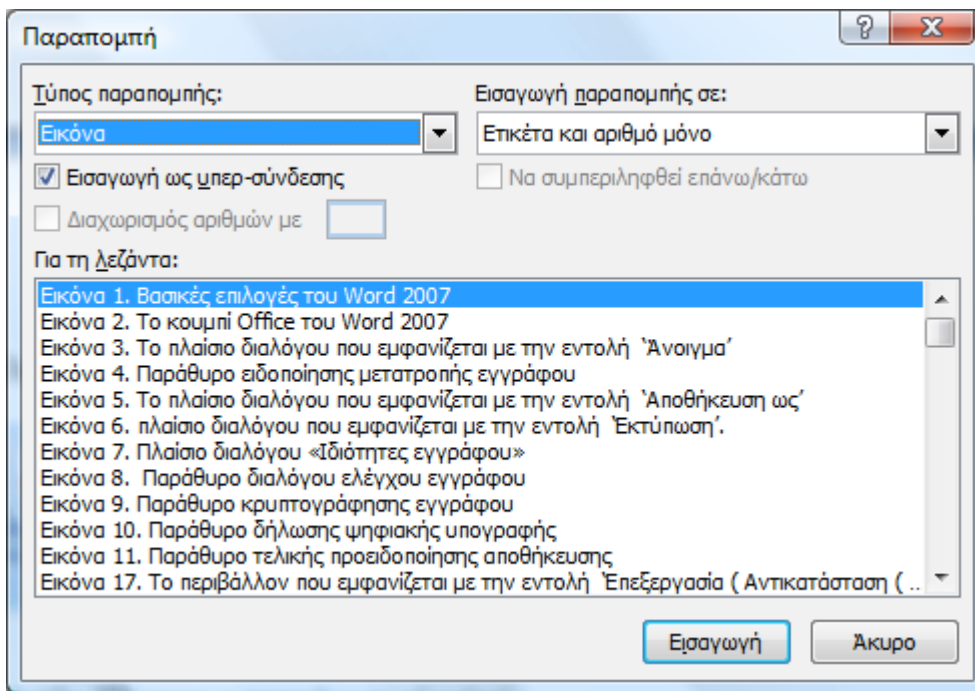 Παραπομπή
Τύπος παραπομπής:
Εισαγωγή παραπομπής σε:
Εικόνα
Ετικέτα και αριθμό μόνο
Εισαγωγή ως υπερ-σύνδεσης
Να συμπεριληφθεί επάνω/κάτω
Διαχωρισμός αριθμών με
Για τη λεζάντα:
Εικόνα 1. Βασικές επιλογές του Word 2007
Εικόνα 2. Το κουμπί Office του Word 2007
Εικόνα 3. Το πλαίσιο διαλόγου που εμφανίζεται με την εντολή ‘Άνοιγμα’
Εικόνα 4. Παράθυρο ειδοποίησης μετατροπής εγγράφου
Εικόνα 5. Το πλαίσιο διαλόγου που εμφανίζεται με την εντολή ‘Αποθήκευση ως’
Εικόνα 6. πλαίσιο διαλόγου που εμφανίζεται με την εντολή ‘Εκτύπωση’.
Εικόνα 7. Πλαίσιο διαλόγου «Ιδιότητες εγγράφου»
Εικόνα 8. Παράθυρο διαλόγου ελέγχου εγγράφου
Εικόνα 9. Παράθυρο κρυπτογράφησης εγγράφου
Εικόνα 10. Παράθυρο δήλωσης ψηφιακής υπογραφής
Εικόνα 11. Παράθυρο τελικής προειδοποίησης αποθήκευσης
Εικόνα 17. Το περιβάλλον που εμφανίζεται με την εντολή ‘Επεξεργασία ( Αντικατάσταση ( ..
Εισαγωγή
Άκυρο